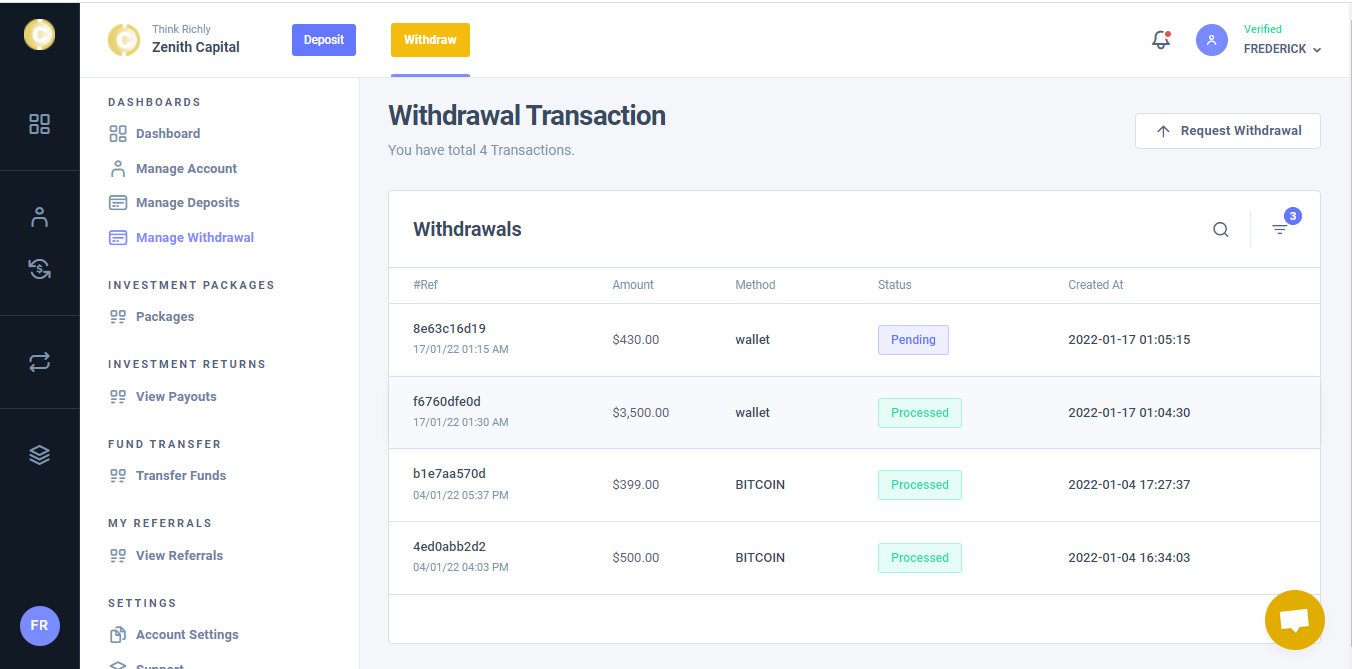 Think Richly
Zenith Capital
Deposit
Withdraw
Verified
FREDERICK
DASHBOARDS
Dashboard
Manage Account
Manage Deposits
Manage Withdrawal
INVESTMENT PACKAGES
Packages
INVESTMENT RETURNS
View Payouts
FUND TRANSFER
Transfer Funds
MY REFERRALS
View Referrals
SETTINGS
Account Settings
Support
FR
Withdrawal Transaction
You have total 4 Transactions.
Request Withdrawal
Withdrawals
3
#Ref Amount Method Status Created At
8e63c16d19
17/01/22 01:15 AM
$430.00 wallet Pending 2022-01-17 01:05:15
f6760dfe0d
17/01/22 01:30 AM
$3,500.00 wallet Processed 2022-01-17 01:04:30
b1e7aa570d
04/01/22 05:37 PM
$399.00 BITCOIN Processed 2022-01-04 17:27:37
4ed0abb2d2
04/01/22 04:03 PM
$500.00 BITCOIN Processed 2022-01-04 16:34:03